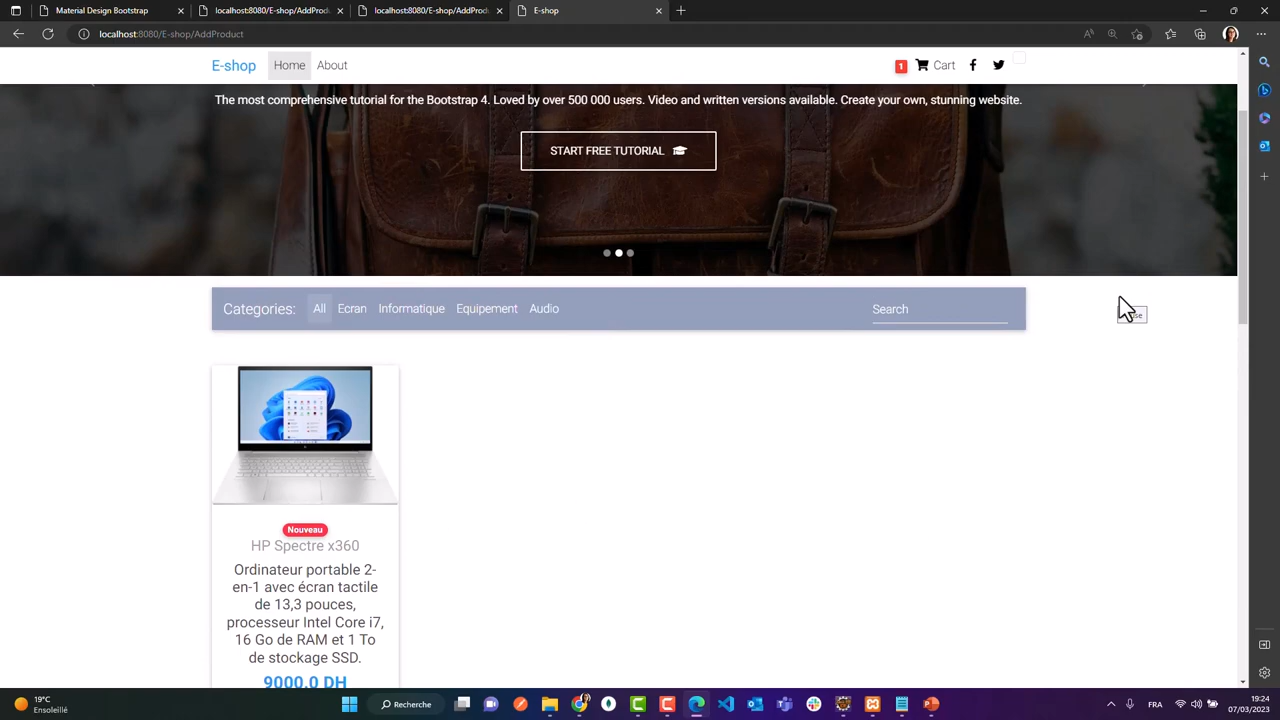 Material Design Bootstrap
localhost:8080/E-shop/AddProdu
localhost:8080/E-shop/AddProdu
E-shop
localhost:8080/E-shop/AddProduct
E-shop Home About 1 Cart
The most comprehensive tutorial for the Bootstrap 4. Loved by over 500 000 users. Video and written versions available. Create your own, stunning website.
START FREE TUTORIAL
Categories: All Ecran Informatique Equipement Audio Search
Nouveau
HP Spectre x360
Ordinateur portable 2-
en-1 avec écran tactile
de 13,3 pouces,
processeur Intel Core i7,
16 Go de RAM et 1 To
de stockage SSD.
9000.0 DH
19°C
Ensoleillé
Recherche
FRA
19:24
07/03/2023